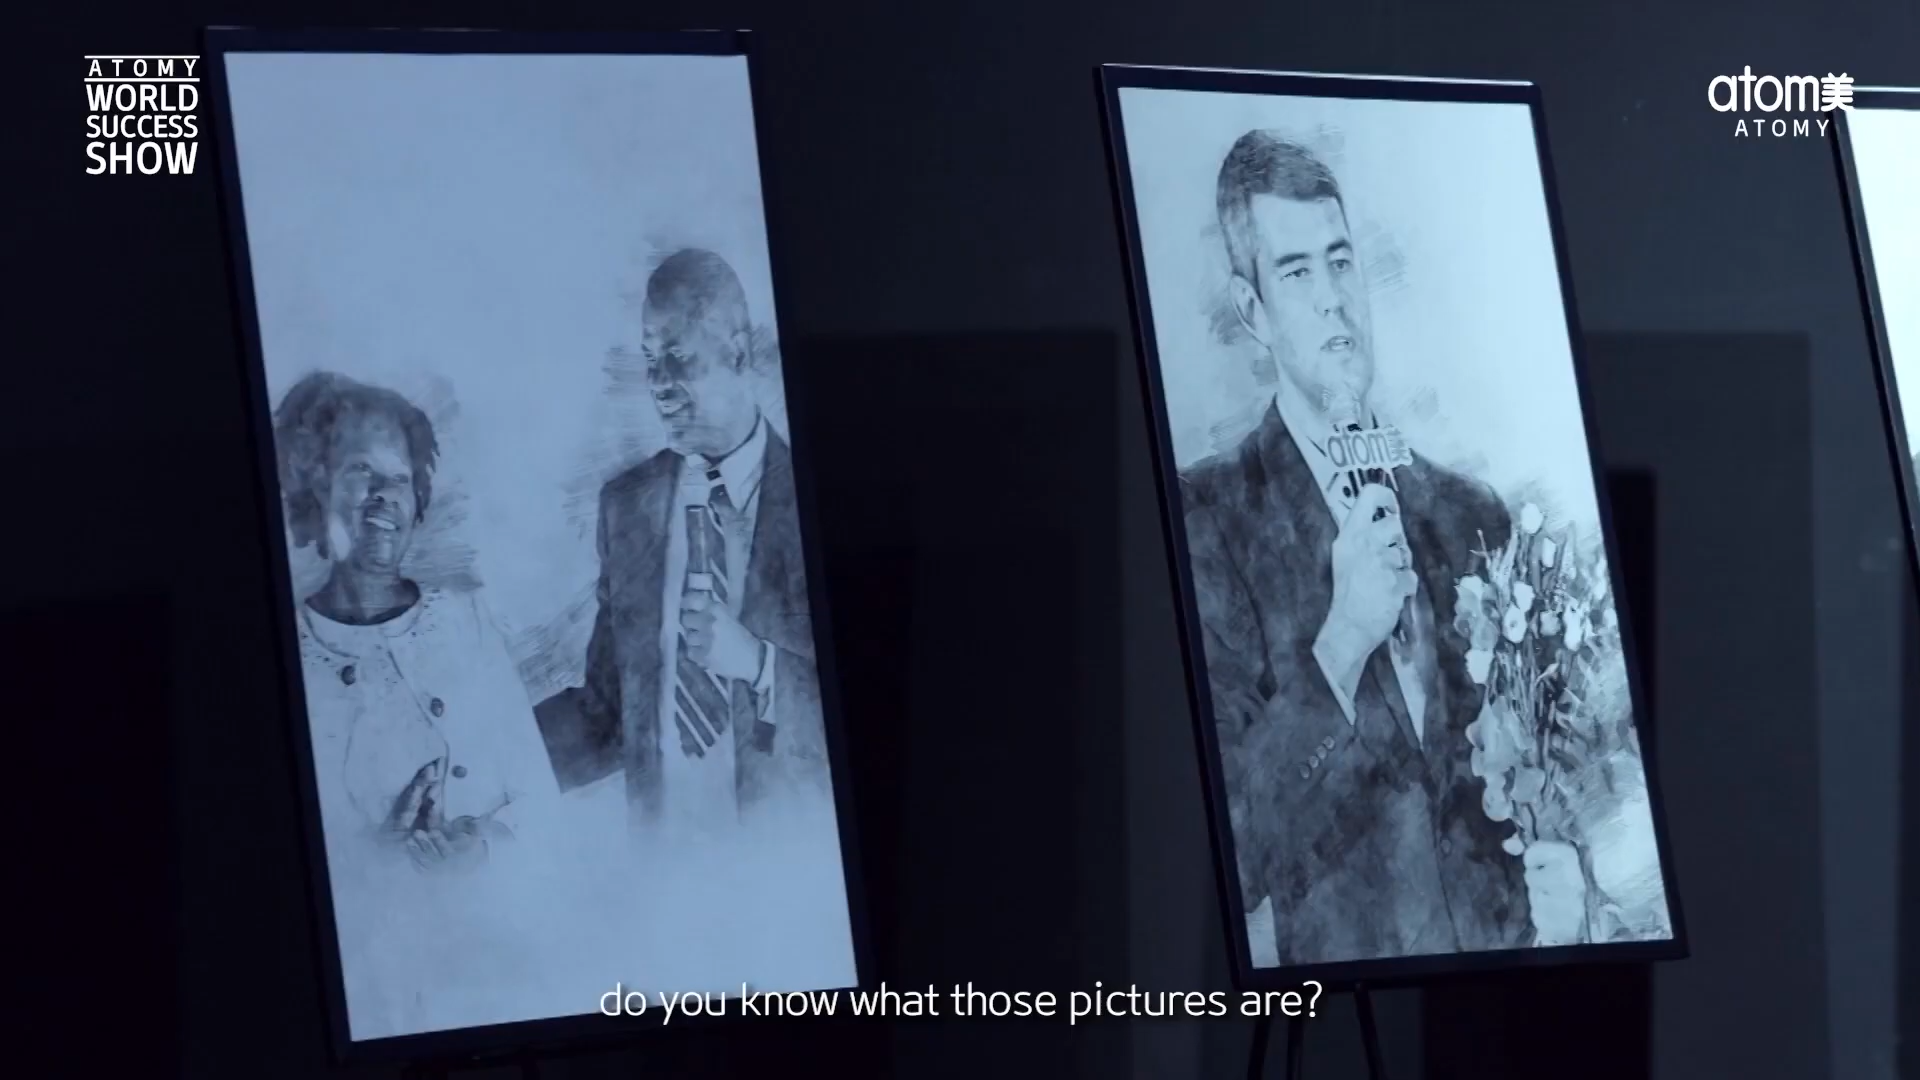 ATOMY
WORLD
SUCCESS
SHOW
atom美
ATOMY
atom美
do you know what those pictures are?